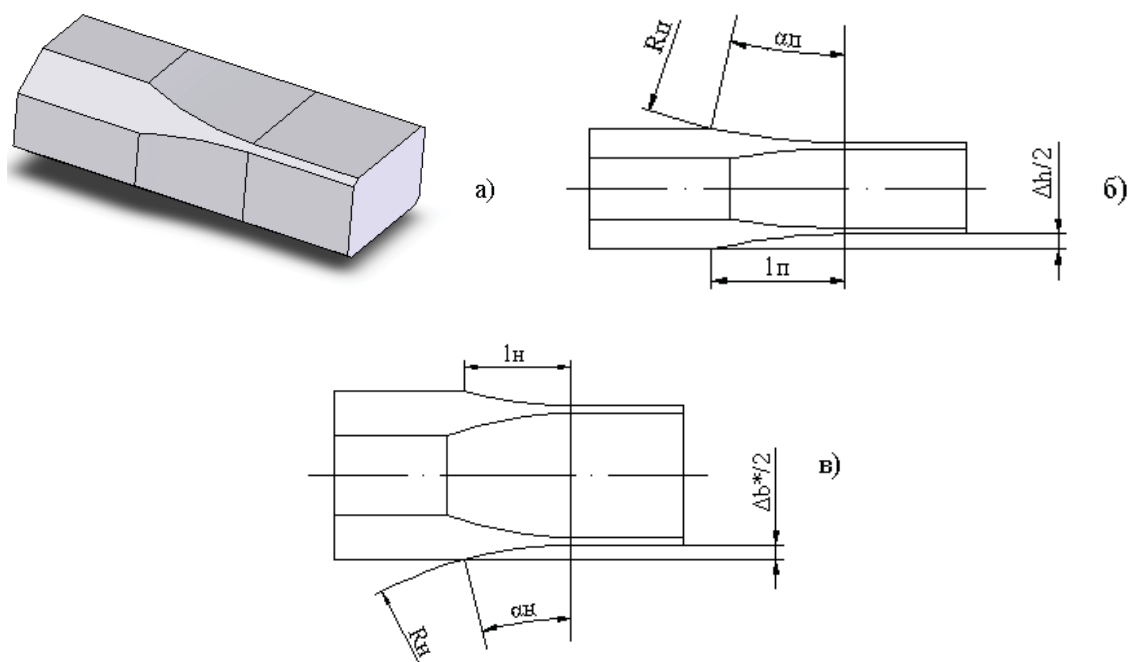 а)
Rп
αп
Δh/2
б)
lп
lн
Δb*/2
в)
Rн
αн